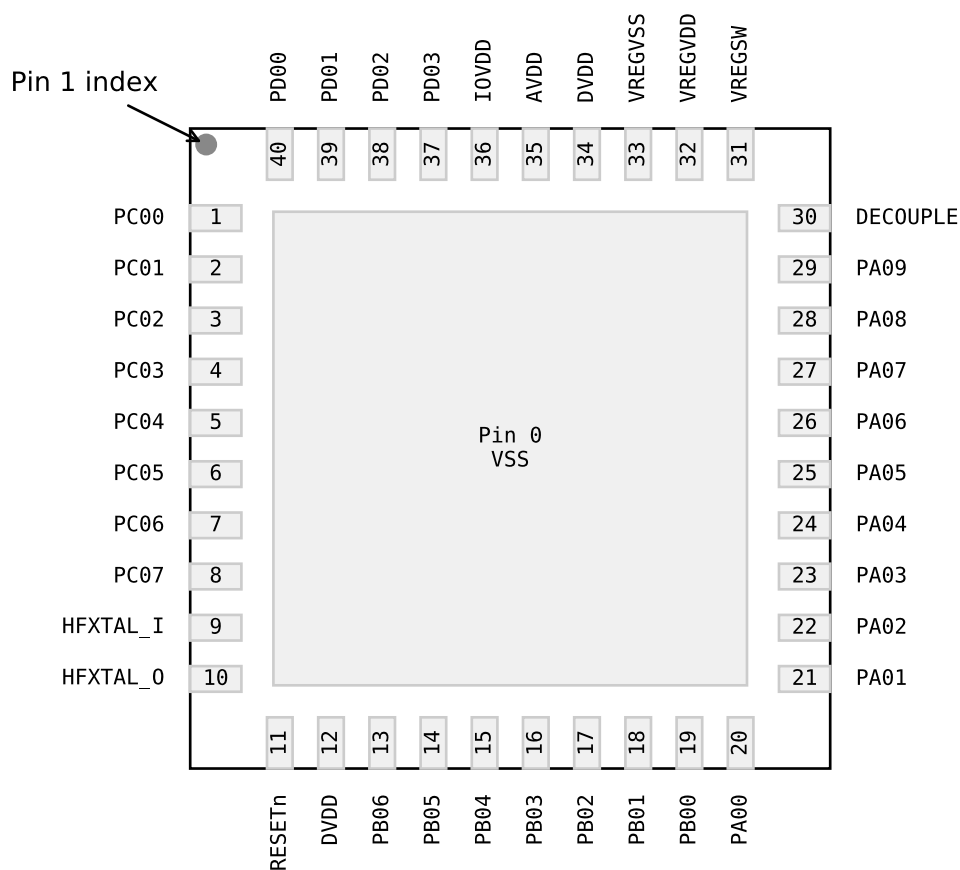 PD00 PD01 PD02 PD03 IOVDD AVDD DVDD VREGVSS VREGVDD VREGSW
Pin 1 index
40 39 38 37 36 35 34 33 32 31
PC00 1 30 DECOUPLE
PC01 2 29 PA09
PC02 3 28 PA08
PC03 4 27 PA07
PC04 5 26 PA06
Pin 0
VSS
PC05 6 25 PA05
PC06 7 24 PA04
PC07 8 23 PA03
HFXTAL_I 9 22 PA02
HFXTAL_O 10 21 PA01
11 12 13 14 15 16 17 18 19 20
RESETn DVDD PB06 PB05 PB04 PB03 PB02 PB01 PB00 PA00